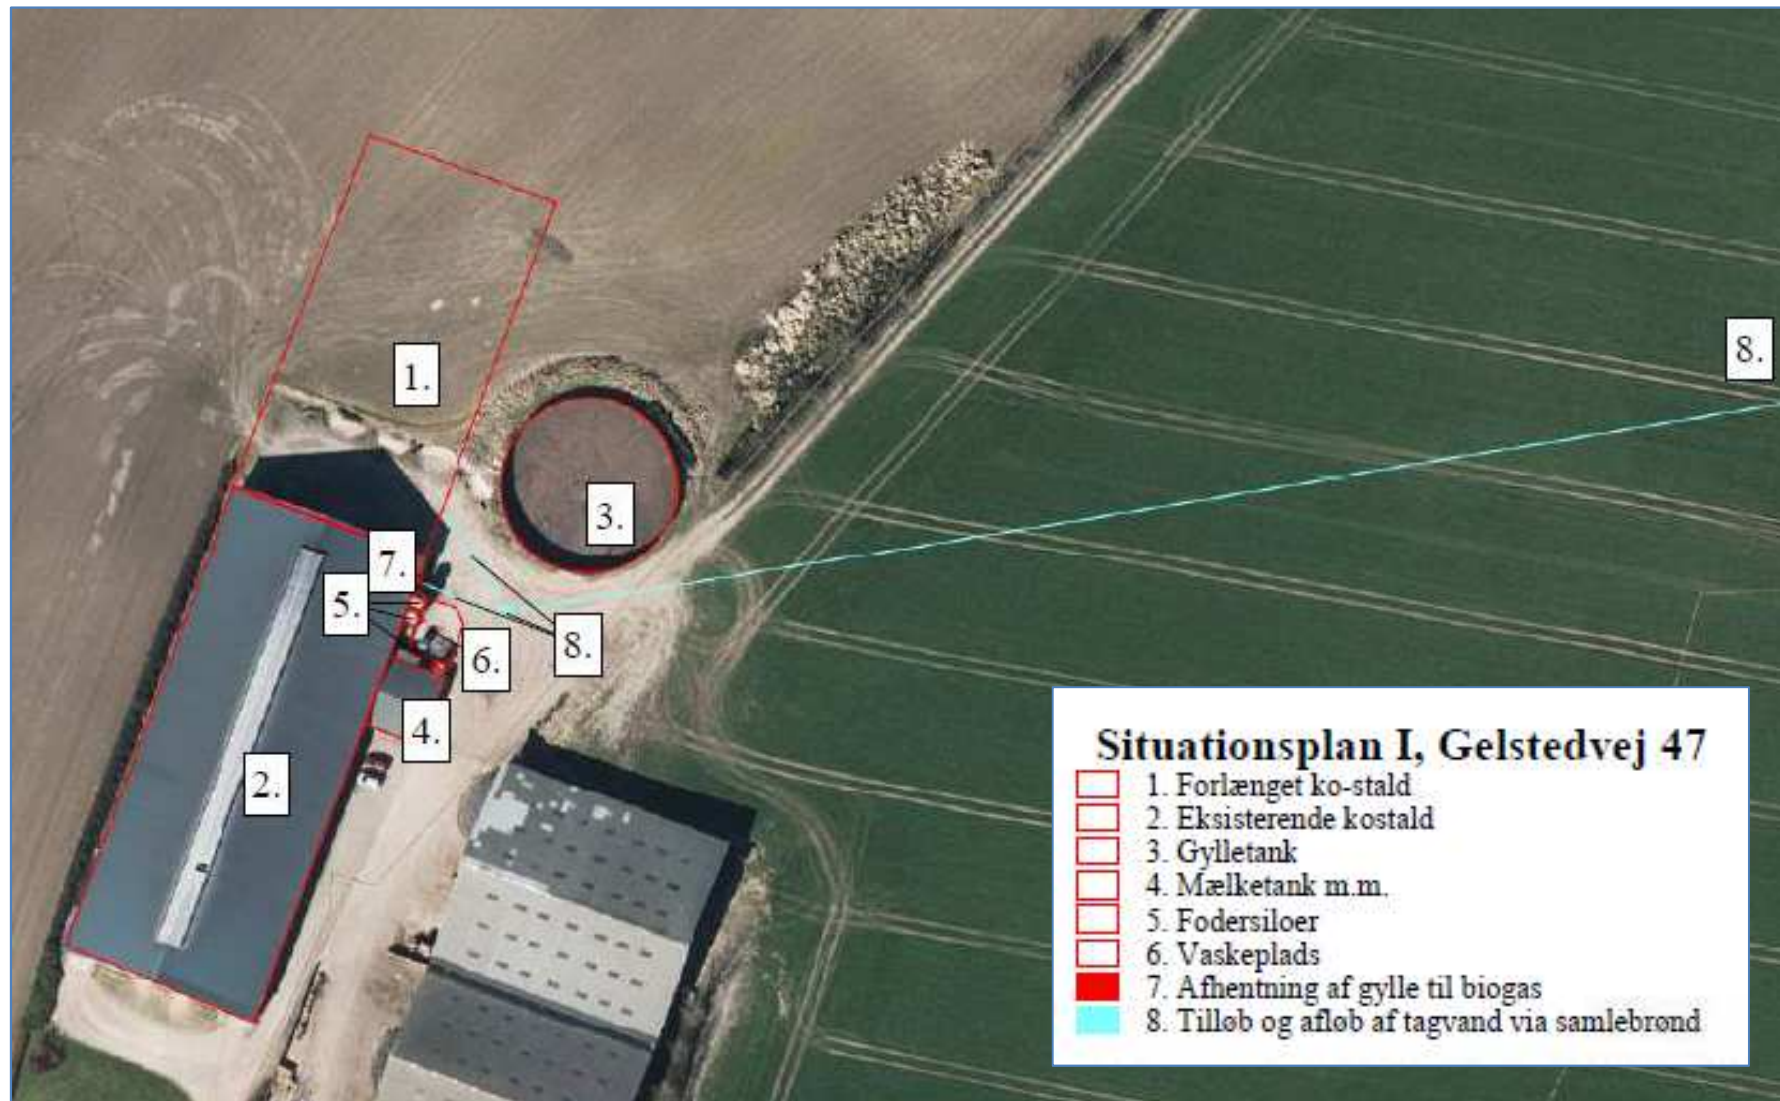 8.
1.
3.
7.
5.
8.
6.
4.
2.
Situationsplan I, Gelstedvej 47
1. Forlænget ko-stald
2. Eksisterende kostald
3. Gylletank
4. Mælketank m.m.
5. Fodersiloer
6. Vaskeplads
7. Afhentning af gylle til biogas
8. Tilløb og afløb af tagvand via samlebrønd